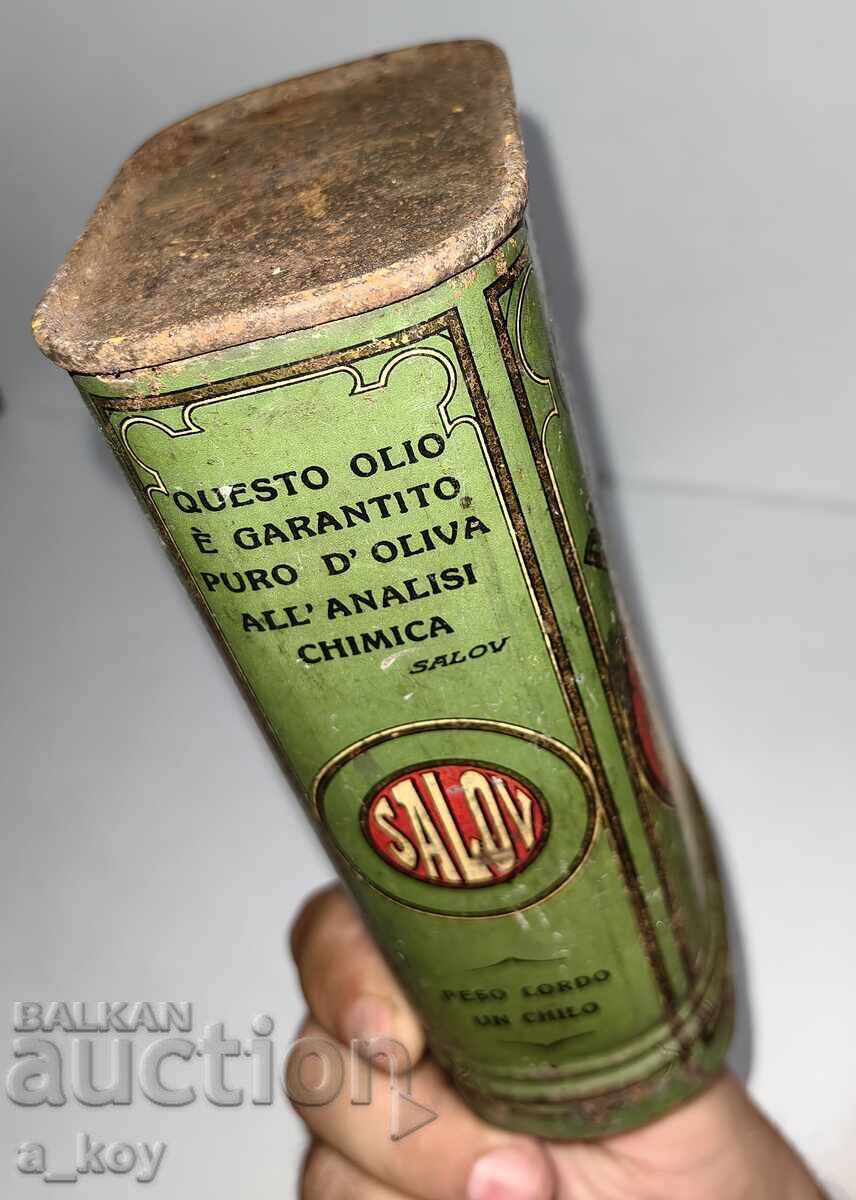 QUESTO OLIO
È GARANTITO
PURO D'OLIVA
ALL'ANALISI
CHIMICA
SALOV
SALOV
PESO LORDO
UN CHILO
BALKAN
auction
a_koy